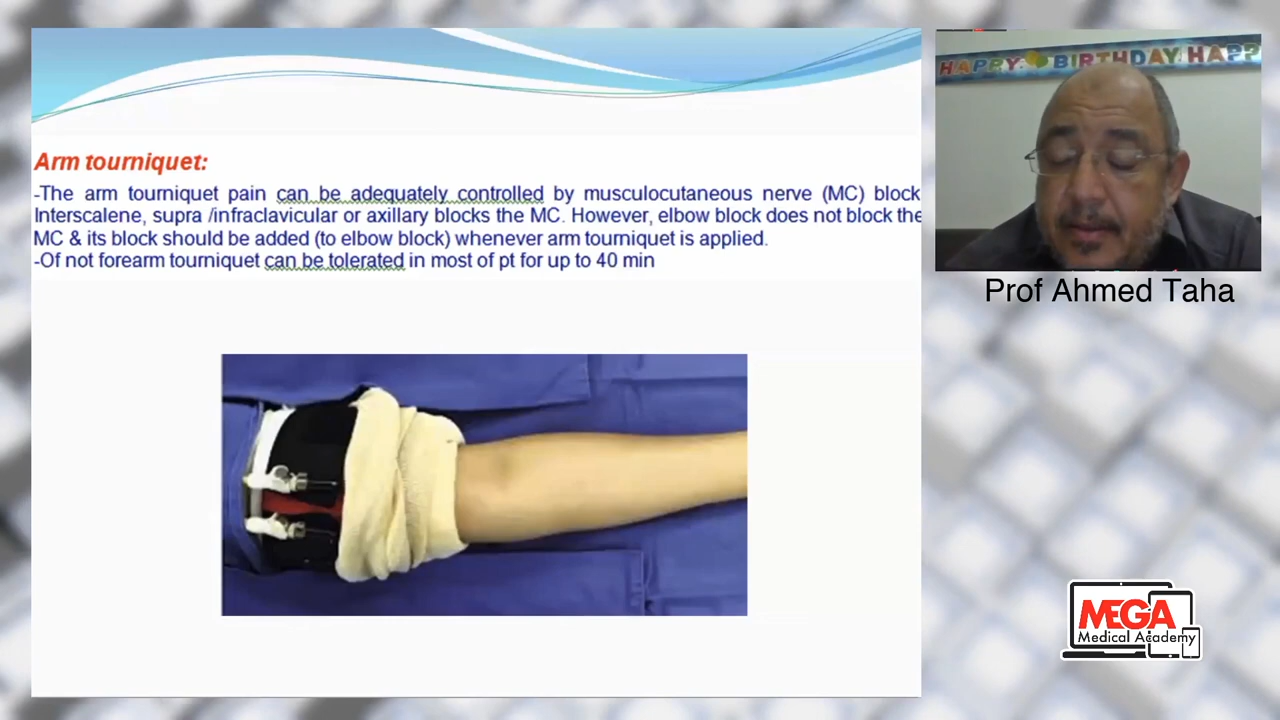 HAPPY BIRTHDAY HAPP
Arm tourniquet:
-The arm tourniquet pain can be adequately controlled by musculocutaneous nerve (MC) block
Interscalene, supra /infraclavicular or axillary blocks the MC. However, elbow block does not block the
MC & its block should be added (to elbow block) whenever arm tourniquet is applied.
-Of not forearm tourniquet can be tolerated in most of pt for up to 40 min
Prof Ahmed Taha
MEGA
Medical Academy